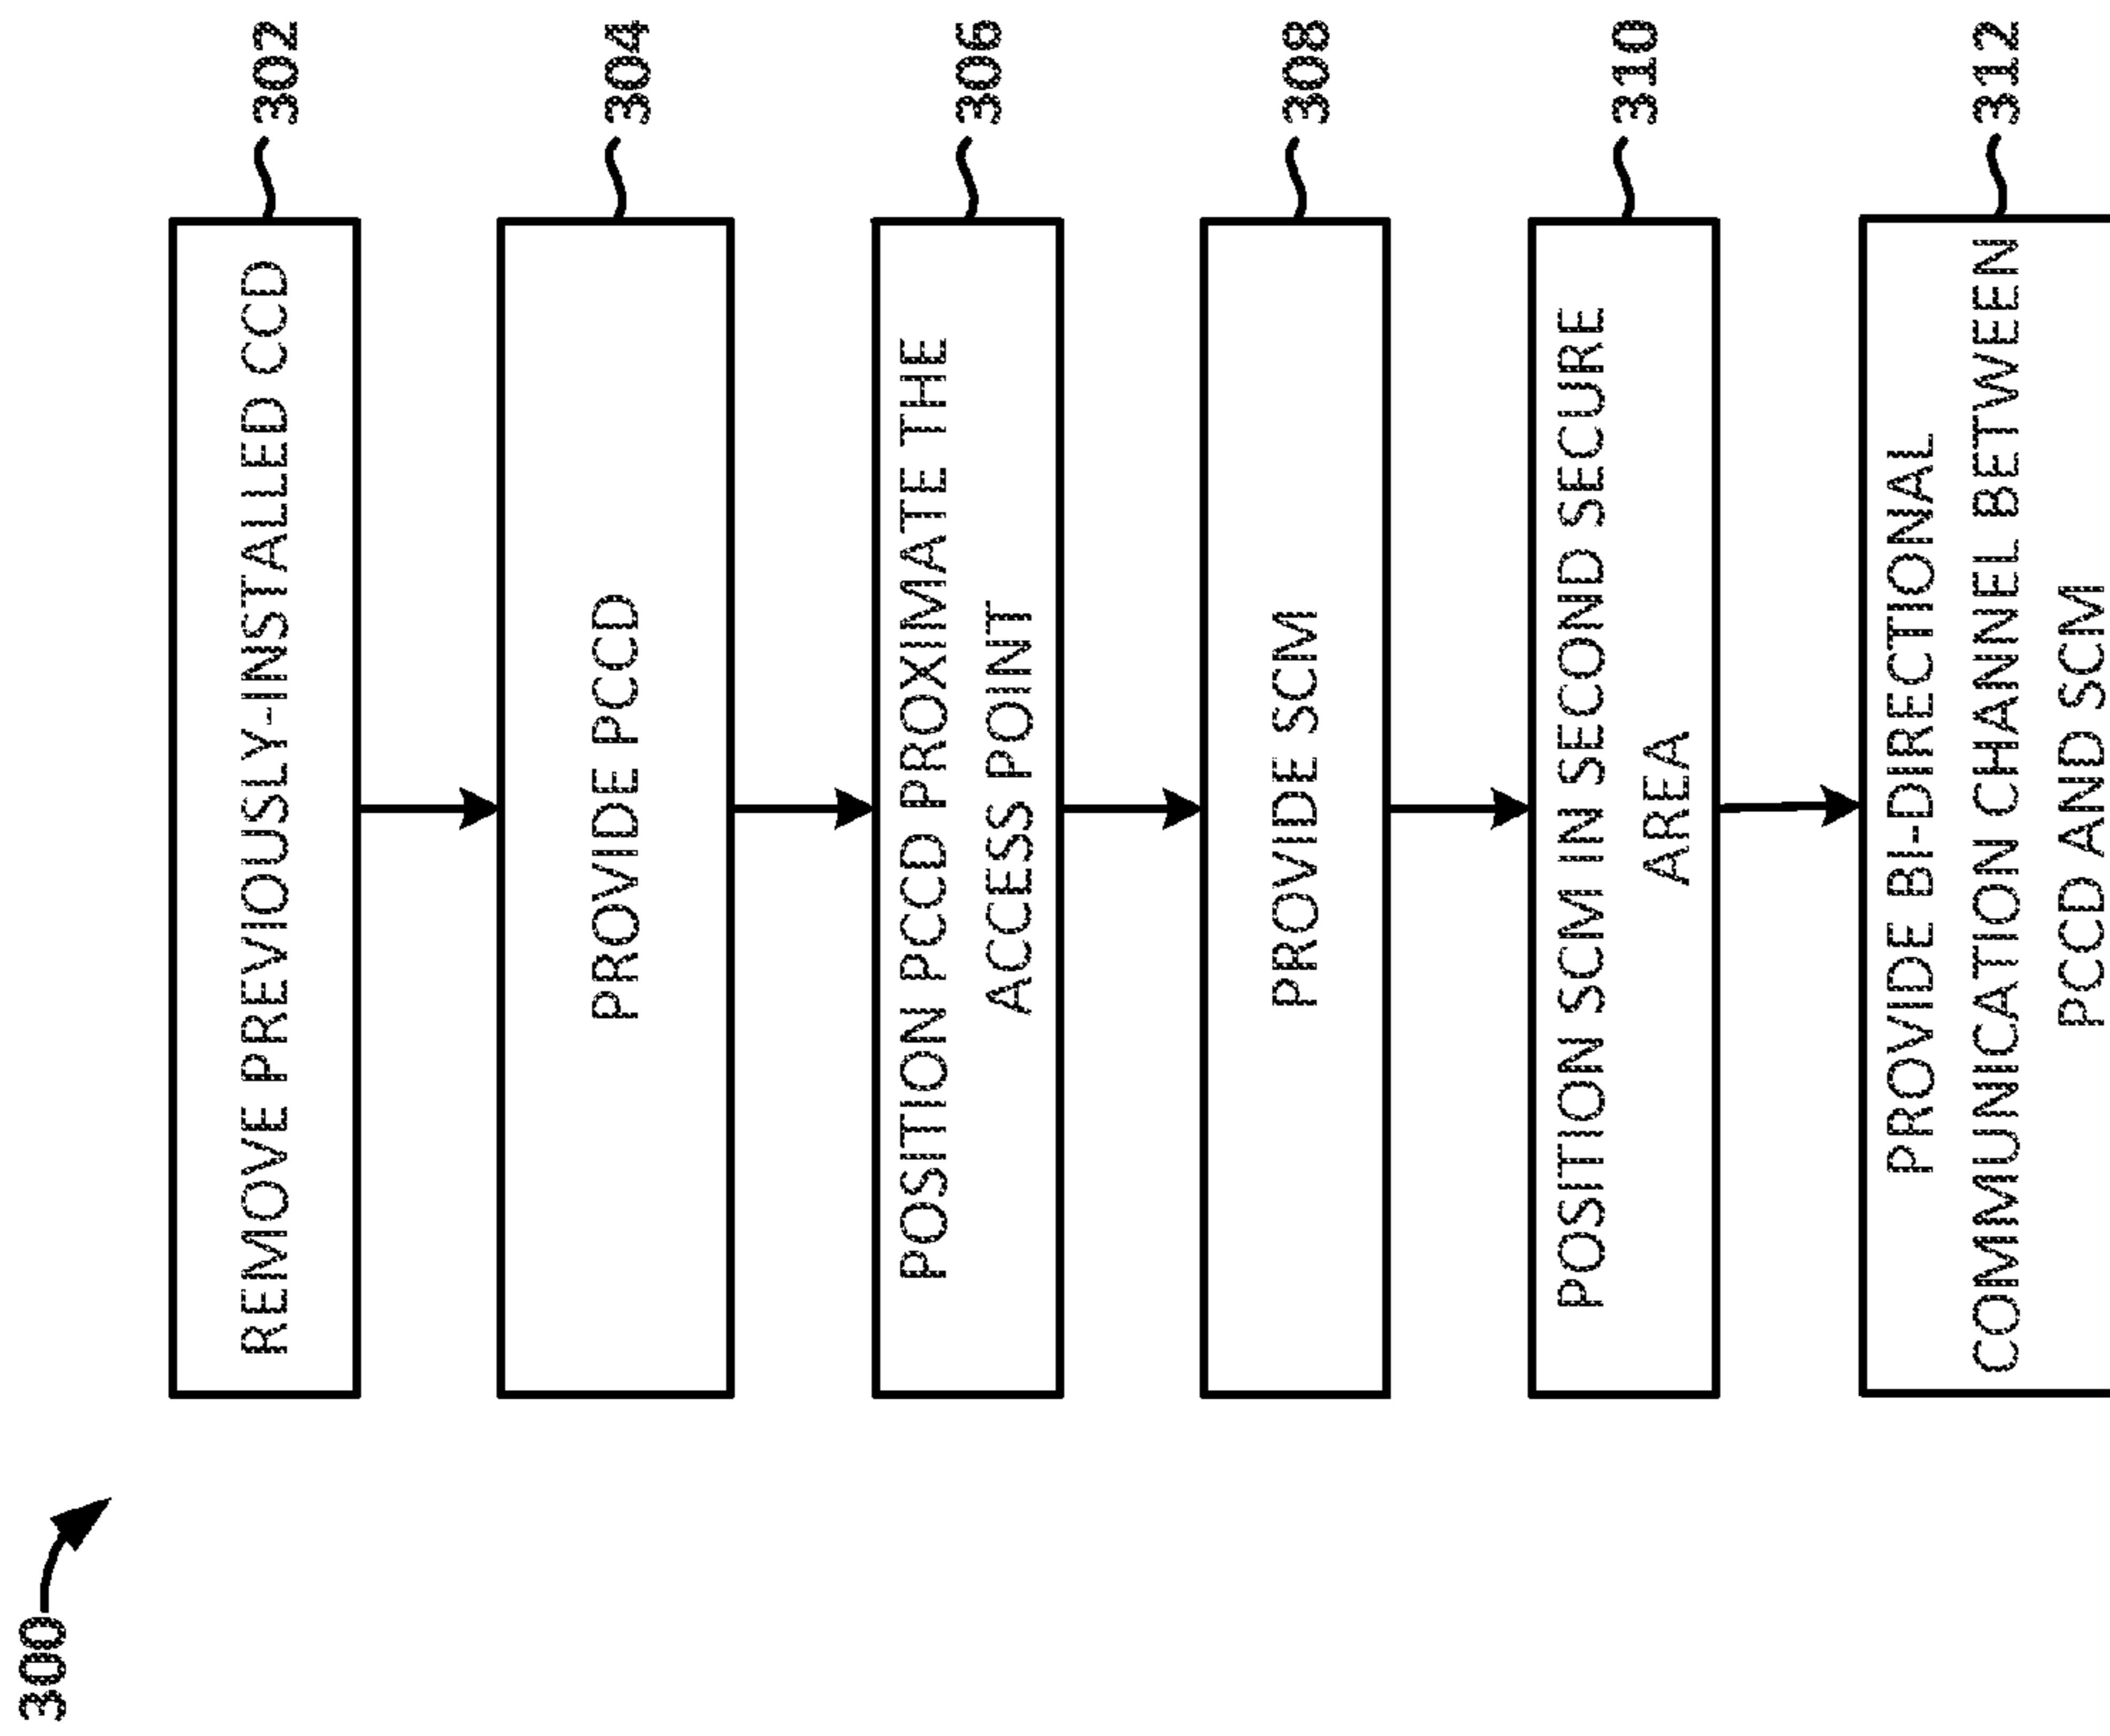 300
REMOVE PREVIOUSLY-INSTALLED CCD
302
PROVIDE PCCD
304
POSITION PCCD PROXIMATE THE
ACCESS POINT
306
PROVIDE SCM
308
POSITION SCM IN SECOND SECURE
AREA
310
PROVIDE BI-DIRECTIONAL
COMMUNICATION CHANNEL BETWEEN
PCCD AND SCM
312